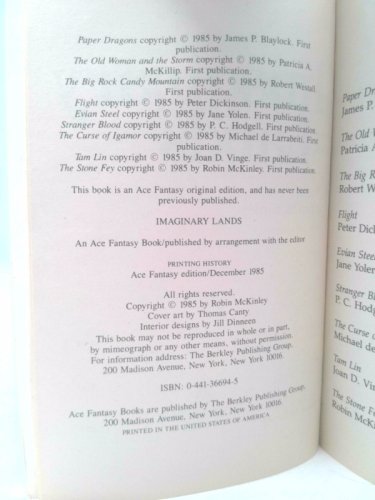 Paper Dragons copyright © 1985 by James P. Blaylock. First
publication.
The Old Woman and the Storm copyright © 1985 by Patricia A.
McKillip. First publication.
The Big Rock Candy Mountain copyright © 1985 by Robert Westall.
First publication.
Flight copyright © 1985 by Peter Dickinson. First publication.
Evian Steel copyright © 1985 by Jane Yolen. First publication.
Stranger Blood copyright © 1985 by P. C. Hodgell. First publication.
The Curse of Igamor copyright © 1985 by Michael de Larrabeiti. First
publication.
Tam Lin copyright © 1985 by Joan D. Vinge. First publication.
The Stone Fey copyright © 1985 by Robin McKinley. First publication.
This book is an Ace Fantasy original edition, and has never been
previously published.
IMAGINARY LANDS
An Ace Fantasy Book/published by arrangement with the editor
PRINTING HISTORY
Ace Fantasy edition/December 1985
All rights reserved.
Copyright © 1985 by Robin McKinley
Cover art by Thomas Canty
Interior designs by Jill Dinneen
This book may not be reproduced in whole or in part,
by mimeograph or any other means, without permission.
For information address: The Berkley Publishing Group,
200 Madison Avenue, New York, New York 10016.
ISBN: 0-441-36694-5
Ace Fantasy Books are published by The Berkley Publishing Group,
200 Madison Avenue, New York, New York 10016.
PRINTED IN THE UNITED STATES OF AMERICA
Paper Dragons
James P.
The Old
Patricia A
The Big R
Robert W
Flight
Peter Dick
Evian Steel
Jane Yolen
Stranger Bl
P. C. Hodg
The Curse o
Michael de
Tam Lin
Joan D. Vin
The Stone Fe
Robin McK